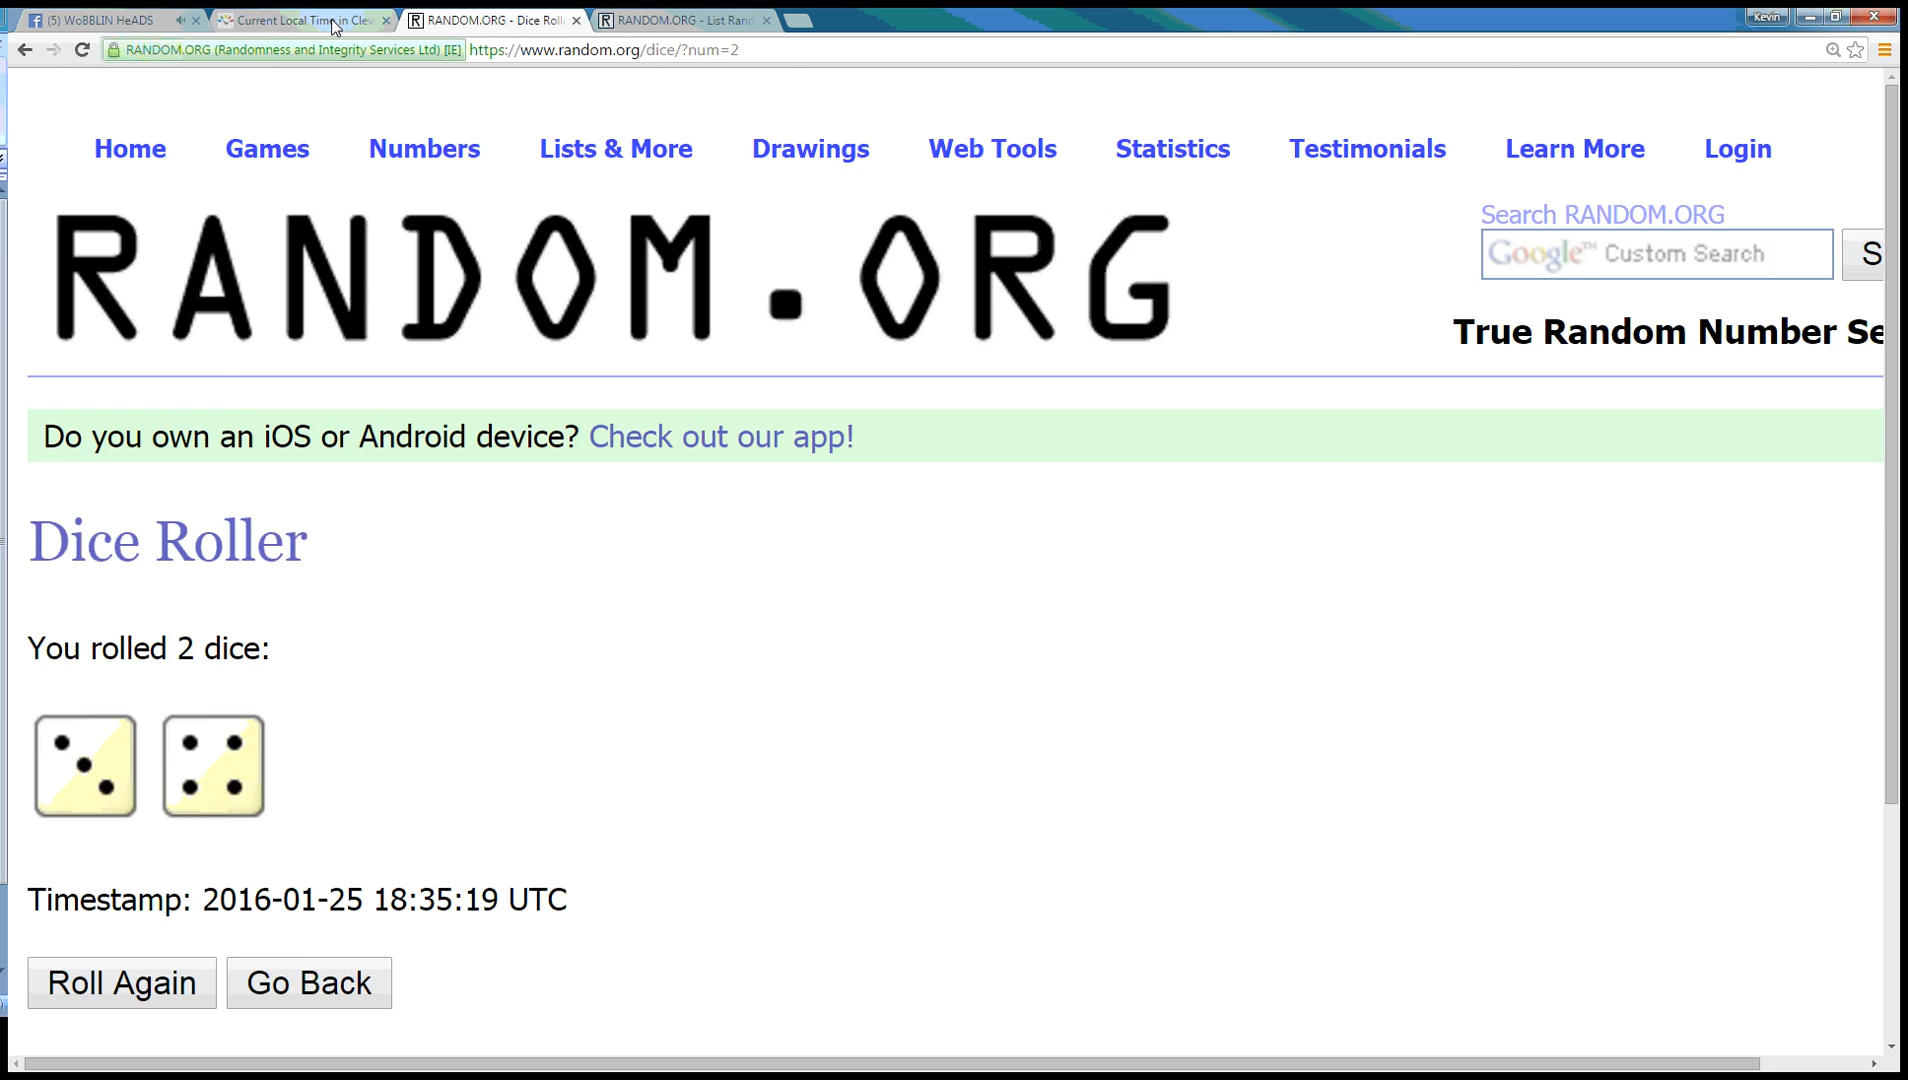 (5) WoBBLIN HeADS
Current Local Time in Clev
RANDOM.ORG - Dice Roll
RANDOM.ORG - List Rand
Kevin
RANDOM.ORG (Randomness and Integrity Services Ltd) [IE] https://www.random.org/dice/?num=2
Home Games Numbers Lists & More Drawings Web Tools Statistics Testimonials Learn More Login
RANDOM.ORG
Search RANDOM.ORG
Google™ Custom Search
S
True Random Number Se
Do you own an iOS or Android device? Check out our app!
Dice Roller
You rolled 2 dice:
Timestamp: 2016-01-25 18:35:19 UTC
Roll Again Go Back